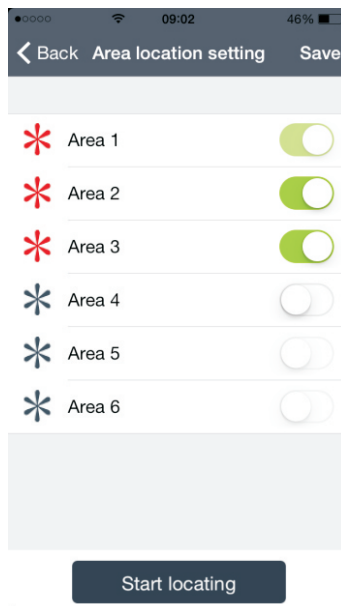 09:02 46%
Back Area location setting Save
Area 1
Area 2
Area 3
Area 4
Area 5
Area 6
Start locating